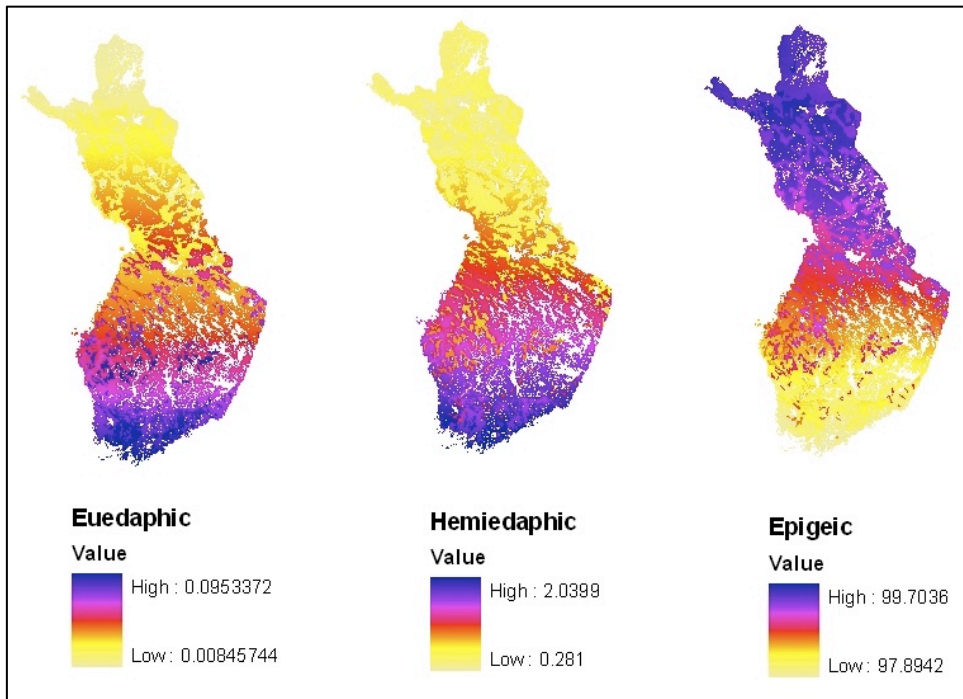 Euedaphic
Value
High : 0.0953372
Low : 0.00845744
Hemiedaphic
Value
High : 2.0399
Low : 0.281
Epigeic
Value
High : 99.7036
Low : 97.8942